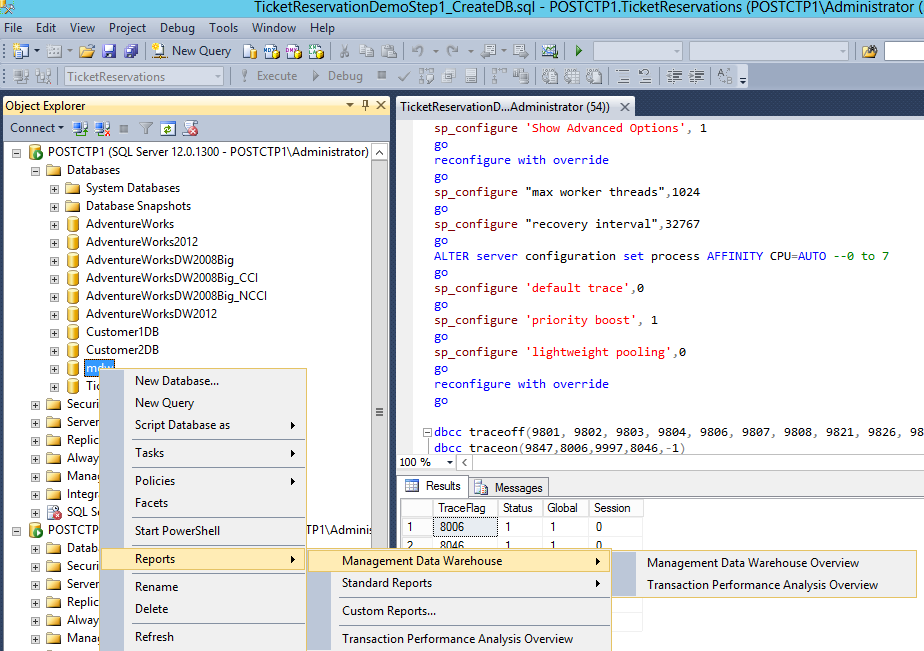 TicketReservationDemoStep1_CreateDB.sql - POSTCTP1.TicketReservations (POSTCTP1\Administrator (
File Edit View Project Debug Tools Window Help
New Query
TicketReservations Execute Debug
Object Explorer
Connect
POSTCTP1 (SQL Server 12.0.1300 - POSTCTP1\Administrator)
Databases
System Databases
Database Snapshots
AdventureWorks
AdventureWorks2012
AdventureWorksDW2008Big
AdventureWorksDW2008Big_CCI
AdventureWorksDW2008Big_NCCI
AdventureWorksDW2012
Customer1DB
Customer2DB
mdw
Tic
Securi
Server
Replic
Alway
Mana
Integr
SQL Se
POSTCTP TP1\Adminis
Datab
Securi
Server
Replic
Alway
Mana
New Database...
New Query
Script Database as
Tasks
Policies
Facets
Start PowerShell
Reports
Rename
Delete
Refresh
Management Data Warehouse
Standard Reports
Custom Reports...
Transaction Performance Analysis Overview
Management Data Warehouse Overview
Transaction Performance Analysis Overview
TicketReservationD...Administrator (54))
sp_configure 'Show Advanced Options', 1
go
reconfigure with override
go
sp_configure "max worker threads",1024
go
sp_configure "recovery interval",32767
go
ALTER server configuration set process AFFINITY CPU=AUTO --0 to 7
go
sp_configure 'default trace',0
go
sp_configure 'priority boost', 1
go
sp_configure 'lightweight pooling',0
go
reconfigure with override
go
dbcc traceoff(9801, 9802, 9803, 9804, 9806, 9807, 9808, 9821, 9826, 98
dbcc traceon(9847,8006,9997,8046,-1)
100 %
Results Messages
TraceFlag Status Global Session
1 8006 1 1 0
2 8046 1 1 0